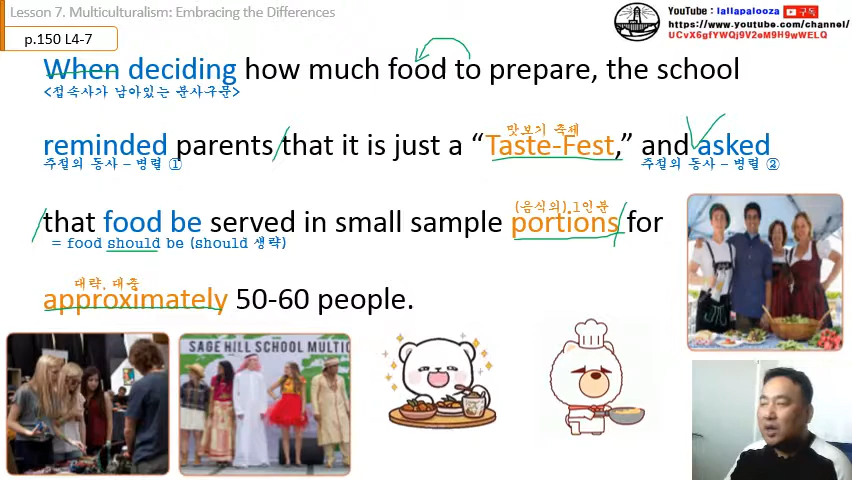 Lesson 7. Multiculturalism: Embracing the Differences
YouTube : lallapalooza 구독
https://www.youtube.com/channel/
UCvX6gfYWQj9V2eM9H9wWELQ
p.150 L4-7
When deciding how much food to prepare, the school
<접속사가 남아있는 분사구문>
맛보기 축제
reminded parents that it is just a “Taste-Fest,” and asked
주절의 동사 – 병렬 ①
주절의 동사 – 병렬 ②
(음식의) 1인분
that food be served in small sample portions for
= food should be (should 생략)
대략, 대충
approximately 50-60 people.
SAGE HILL SCHOOL MULTIC